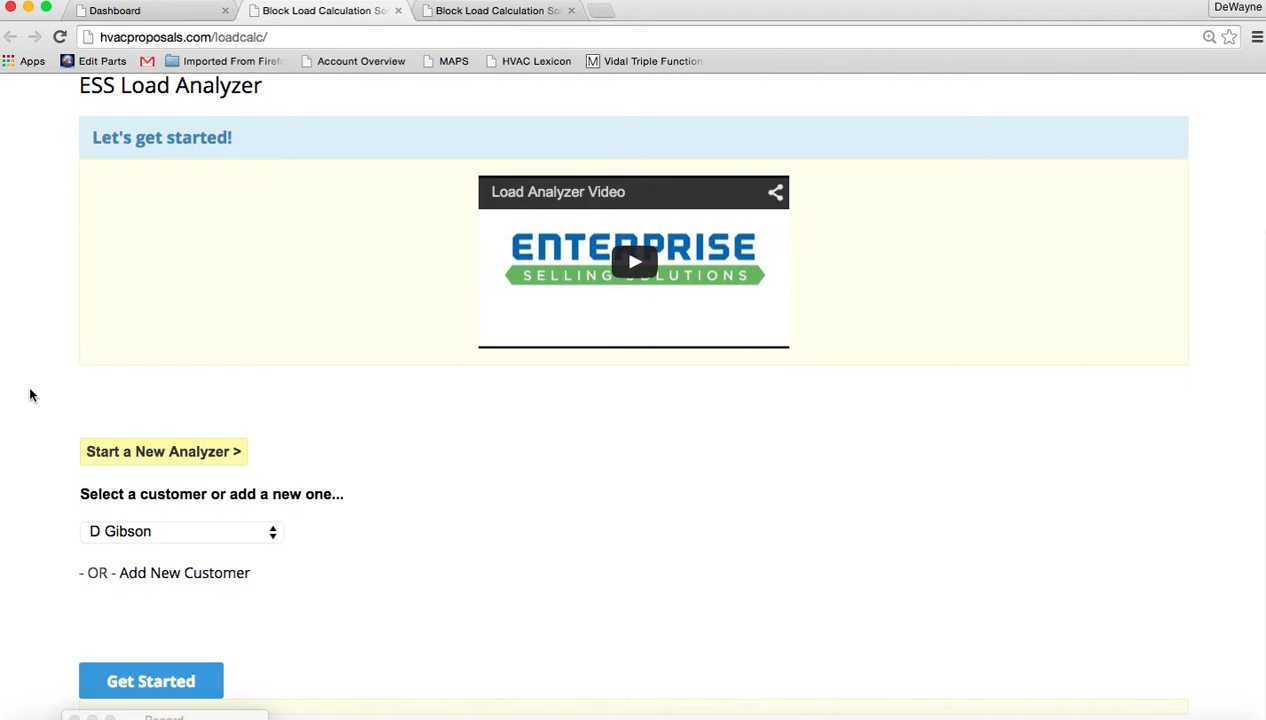 Dashboard
Block Load Calculation So
Block Load Calculation So
DeWayne
hvacproposals.com/loadcalc/
Apps
Edit Parts
Imported From Firef
Account Overview
MAPS
HVAC Lexicon
M
Vidal Triple Function
ESS Load Analyzer
Let's get started!
Load Analyzer Video
ENTERPRISE
SELLING SOLUTIONS
Start a New Analyzer >
Select a customer or add a new one...
D Gibson
- OR - Add New Customer
Get Started
Record